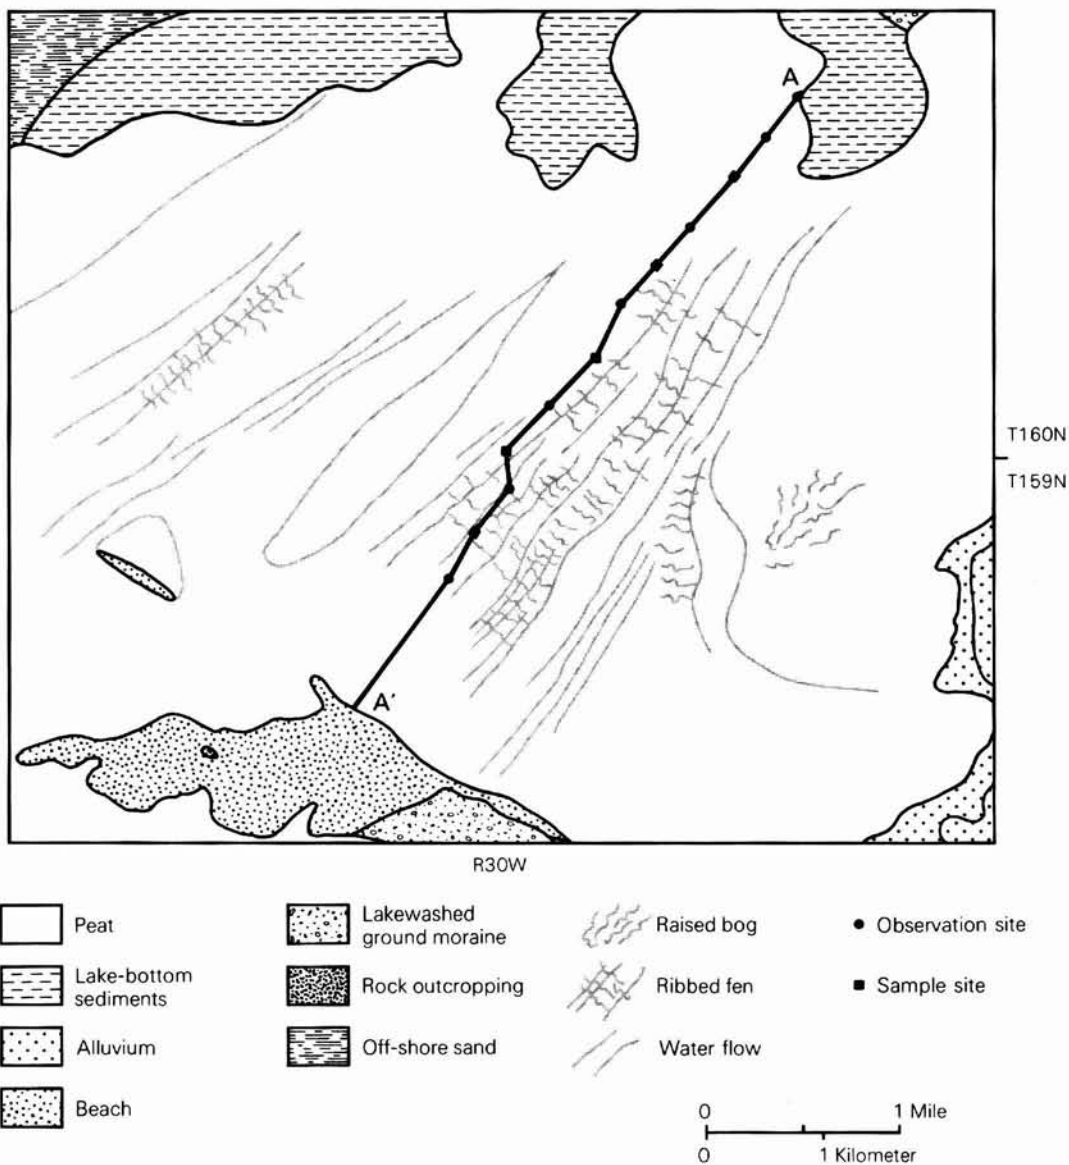 A
T160N
T159N
A′
R30W
Peat
Lake-bottom
sediments
Alluvium
Beach
Lakewashed
ground moraine
Rock outcropping
Off-shore sand
Raised bog
Ribbed fen
Water flow
Observation site
Sample site
0 1 Mile
0 1 Kilometer